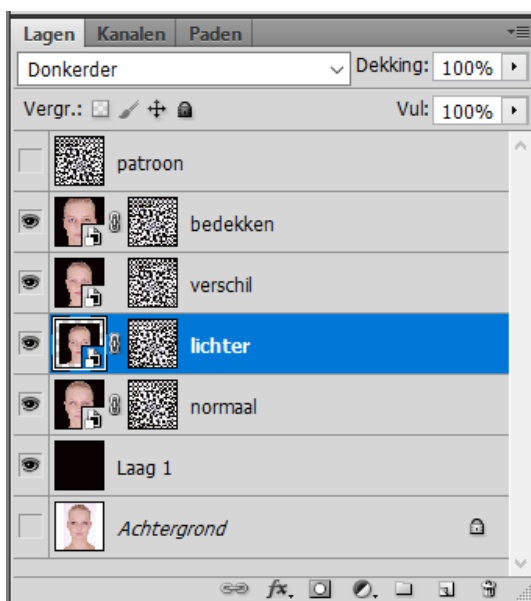 Lagen Kanalen Paden
Donkerder Dekking: 100%
Vergr.: Vul: 100%
patroon
bedekken
verschil
lichter
normaal
Laag 1
Achtergrond
fx.